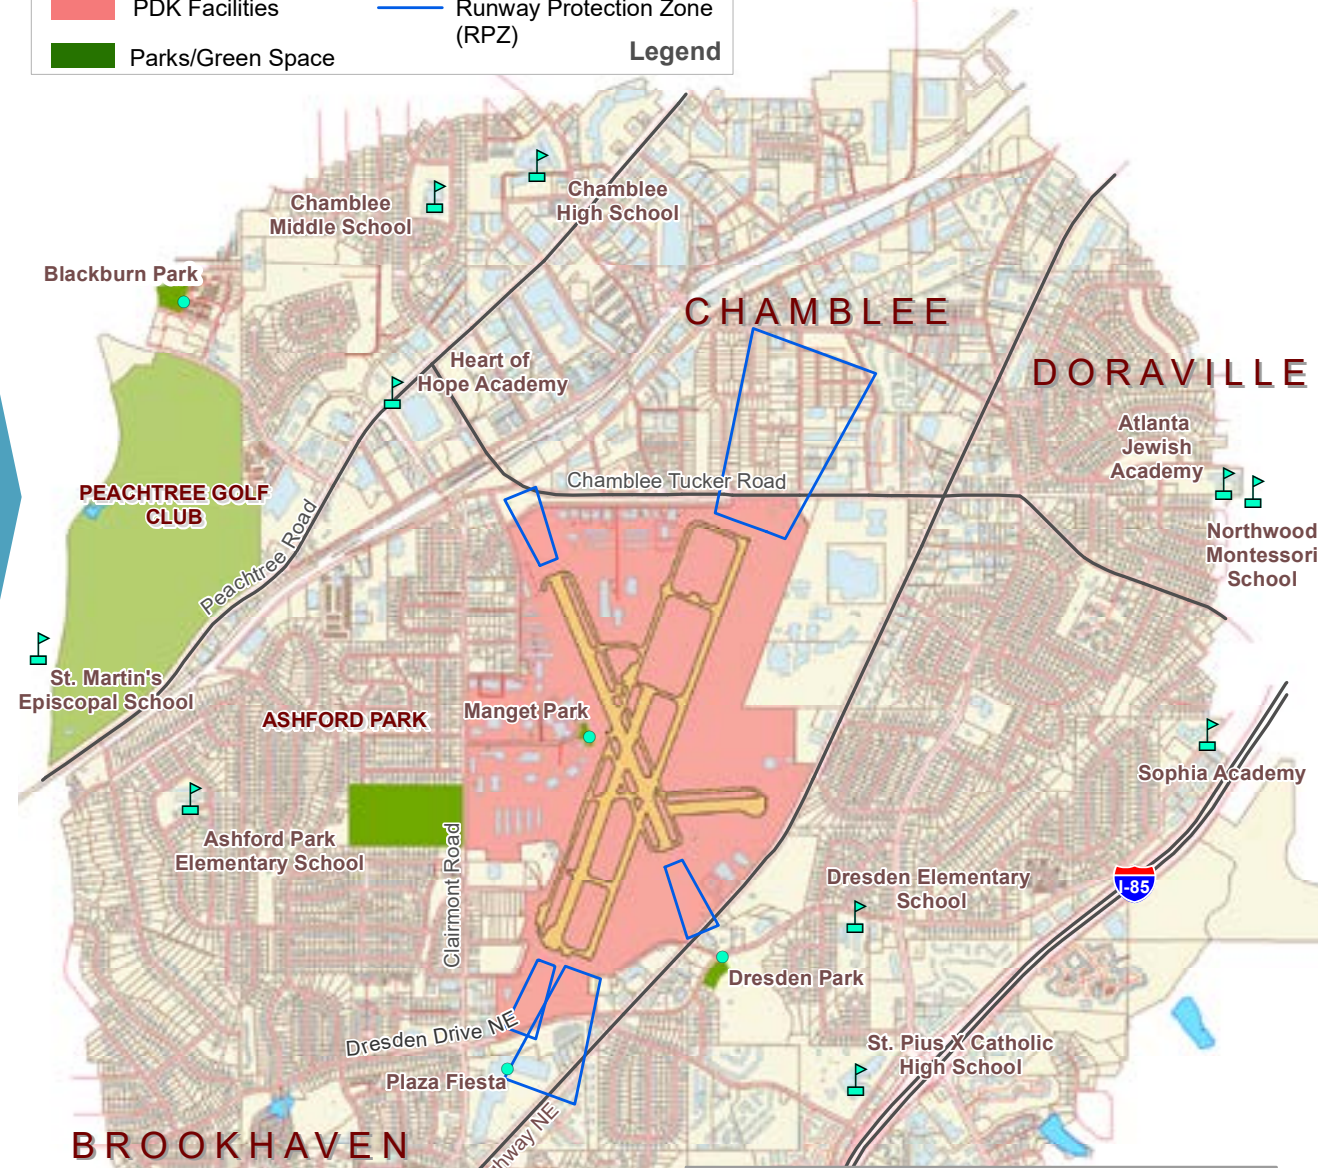 PDK Facilities
Runway Protection Zone
(RPZ)
Parks/Green Space
Legend
Chamblee
Middle School
Chamblee
High School
Blackburn Park
CHAMBLEE
Heart of
Hope Academy
DORAVILLE
Atlanta
Jewish
Academy
Chamblee Tucker Road
PEACHTREE GOLF
CLUB
Peachtree Road
Northwood
Montessori
School
St. Martin's
Episcopal School
ASHFORD PARK
Manget Park
Sophia Academy
Ashford Park
Elementary School
Clairmont Road
Dresden Elementary
School
I-85
Dresden Park
Dresden Drive NE
St. Pius X Catholic
High School
Plaza Fiesta
hway NE
BROOKHAVEN